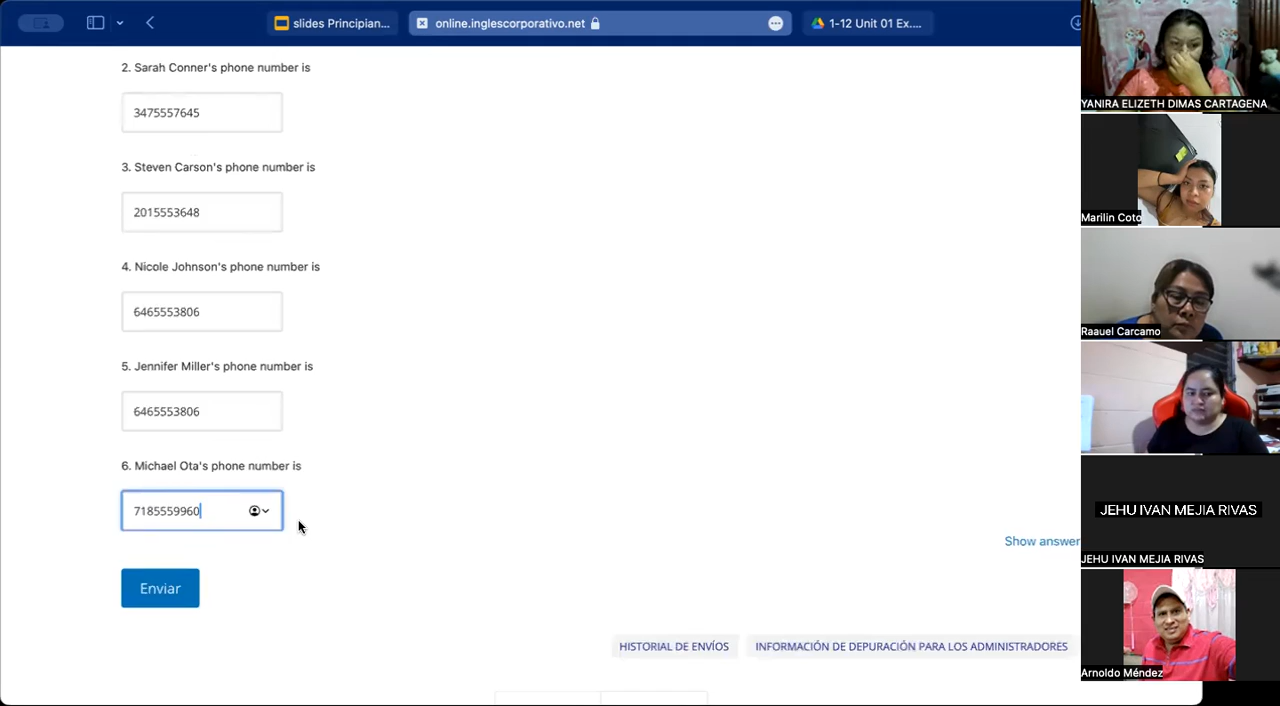 slides Principian...
online.inglescorporativo.net
1-12 Unit 01 Ex....
2. Sarah Conner's phone number is
3475557645
3. Steven Carson's phone number is
2015553648
4. Nicole Johnson's phone number is
6465553806
5. Jennifer Miller's phone number is
6465553806
6. Michael Ota's phone number is
7185559960
Show answer
Enviar
HISTORIAL DE ENVÍOS
INFORMACIÓN DE DEPURACIÓN PARA LOS ADMINISTRADORES
YANIRA ELIZETH DIMAS CARTAGENA
Marilin Coto
Raauel Carcamo
JEHU IVAN MEJIA RIVAS
JEHU IVAN MEJIA RIVAS
Arnoldo Méndez